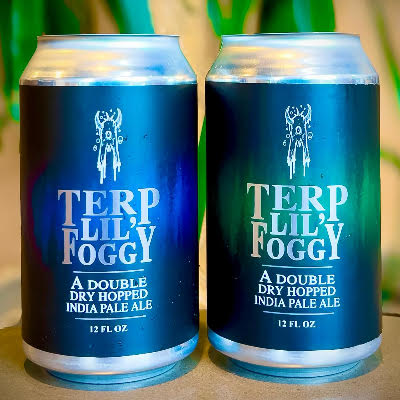 TERP
LIL'Y
FOGGY
A DOUBLE
DRY HOPPED
INDIA PALE ALE
12 FL OZ
TERP
LIL'Y
FOGGY
A DOUBLE
DRY HOPPED
INDIA PALE ALE
12 FL OZ